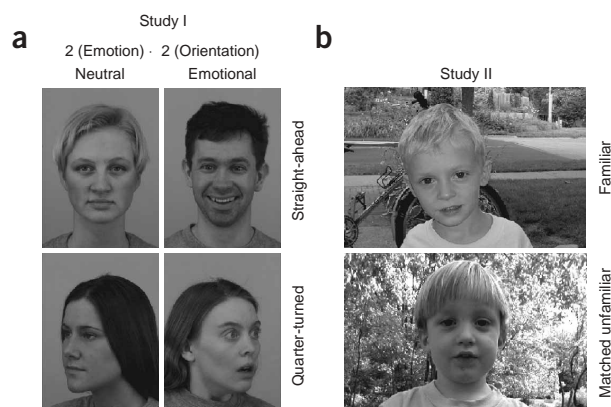 a
Study I
2 (Emotion) · 2 (Orientation)
Neutral Emotional
Straight-ahead
Quarter-turned
b
Study II
Familiar
Matched unfamiliar